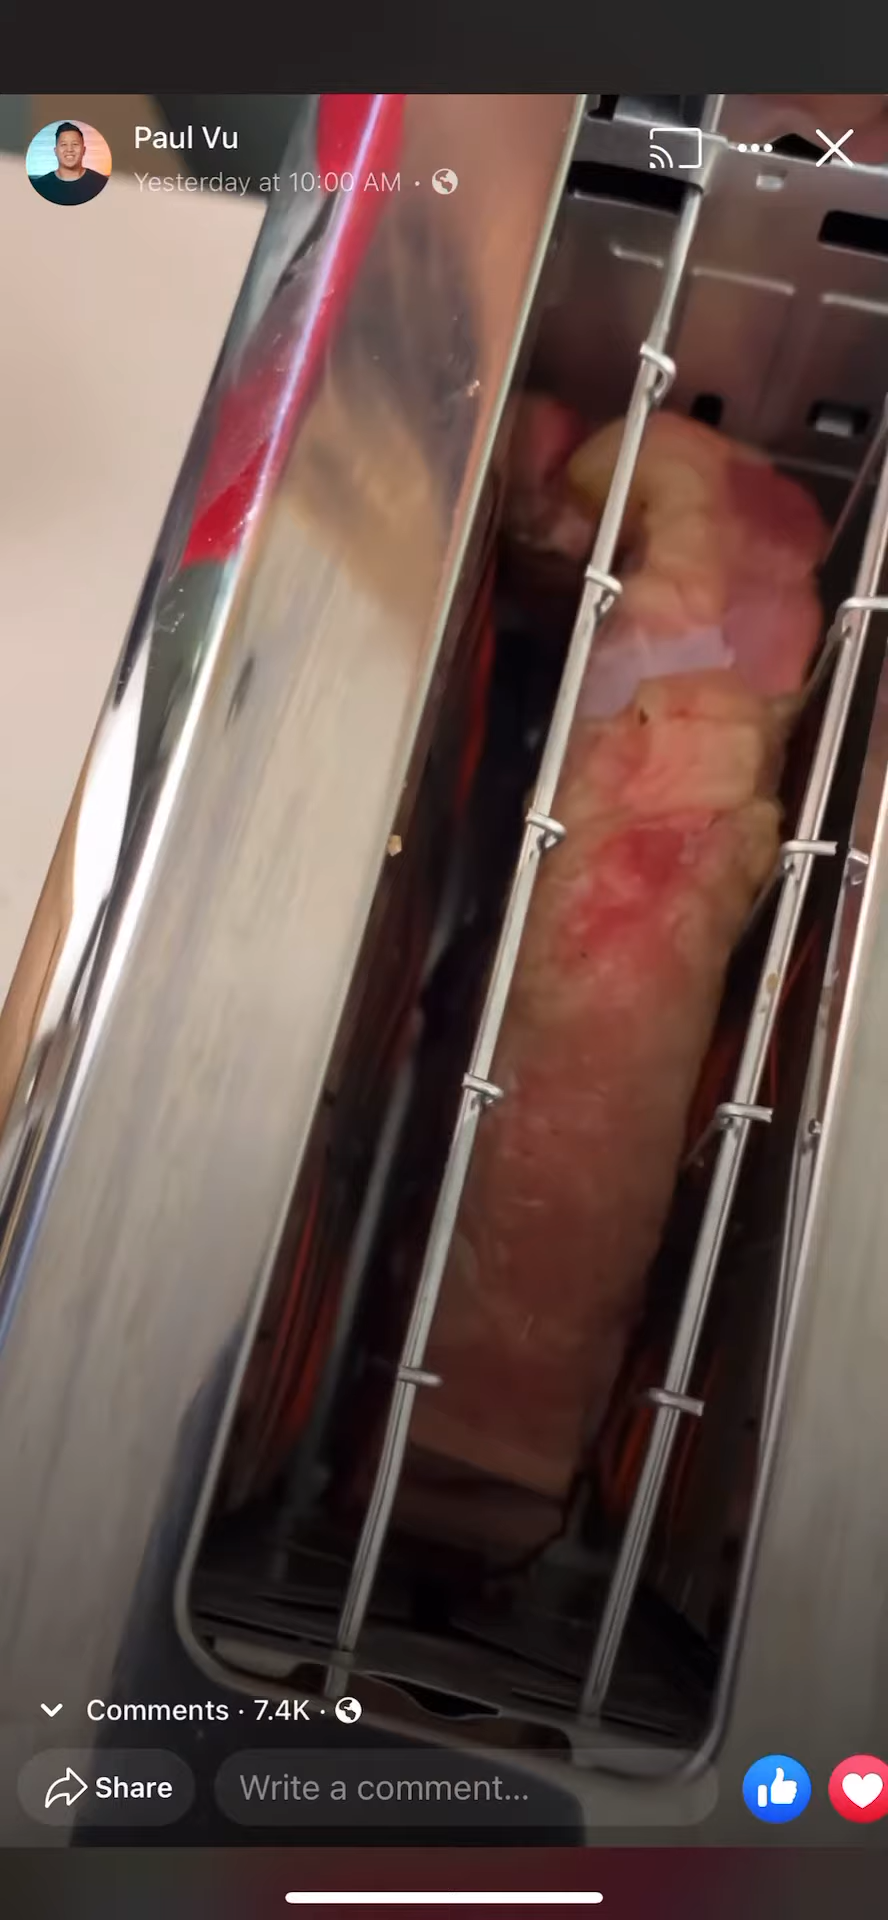 Paul Vu
Yesterday at 10:00 AM ·
Comments · 7.4K ·
Share
Write a comment...